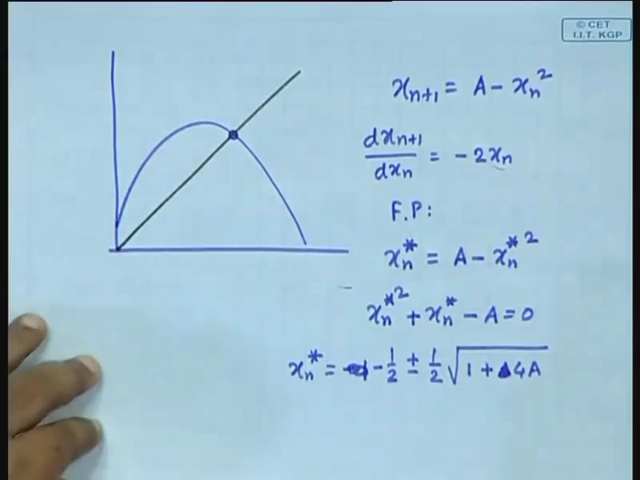 © CET
I.I.T. KGP
xₙ₊₁ = A - xₙ²
dxₙ₊₁/dxₙ = -2xₙ
F.P:
xₙ* = A - xₙ*²
xₙ*² + xₙ* - A = 0
xₙ* = -1/2 ± 1/2 √(1 + 4A)